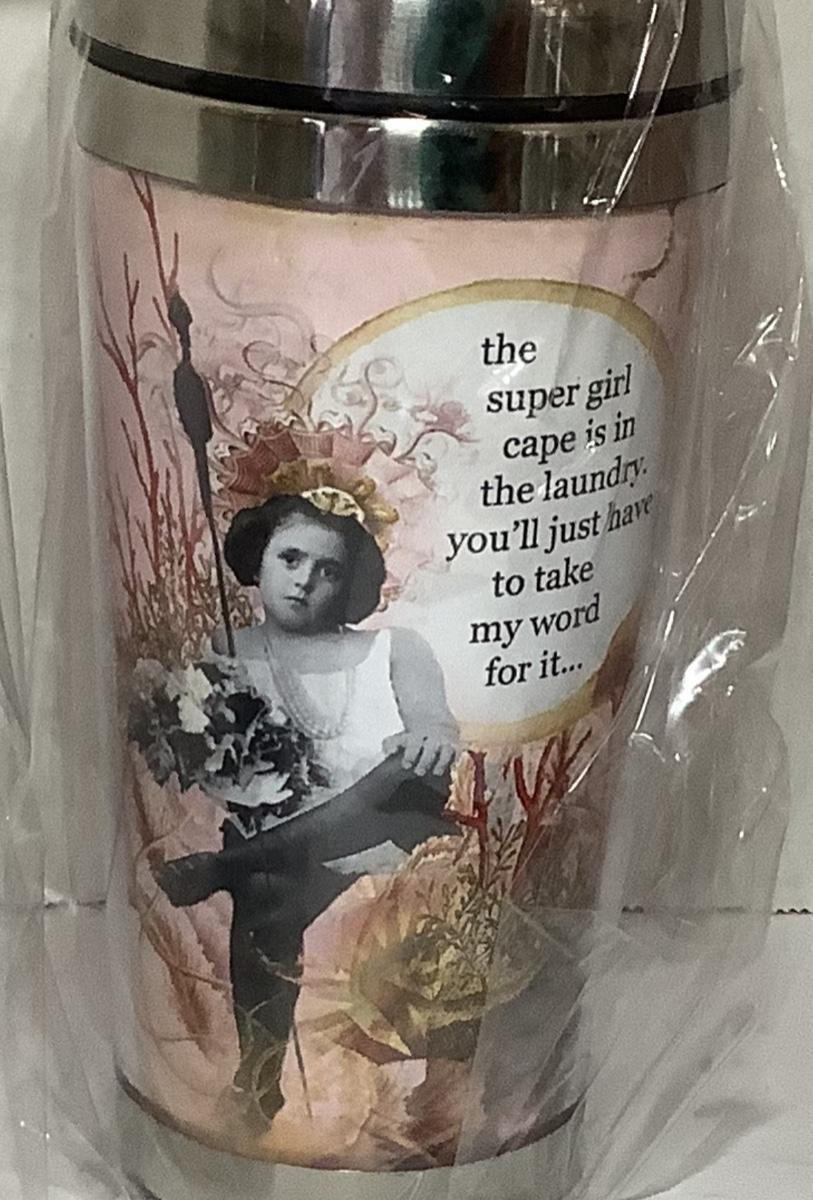 the
super girl
cape is in
the laundry.
you'll just have
to take
my word
for it...